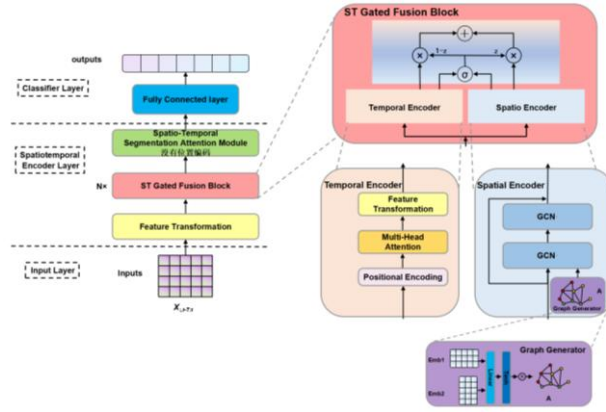 outputs
Classifier Layer
Fully Connected layer
Spatio-Temporal
Segmentation Attention Module
没有位置编码
Spatiotemporal
Encoder Layer
N×
ST Gated Fusion Block
Feature Transformation
Input Layer
Inputs
ST Gated Fusion Block
1-z
z
σ
Temporal Encoder
Spatio Encoder
Temporal Encoder
Feature
Transformation
Multi-Head
Attention
Positional Encoding
Spatial Encoder
GCN
GCN
A
Graph Generator
Graph Generator
Emb1
Emb2
Linear
A